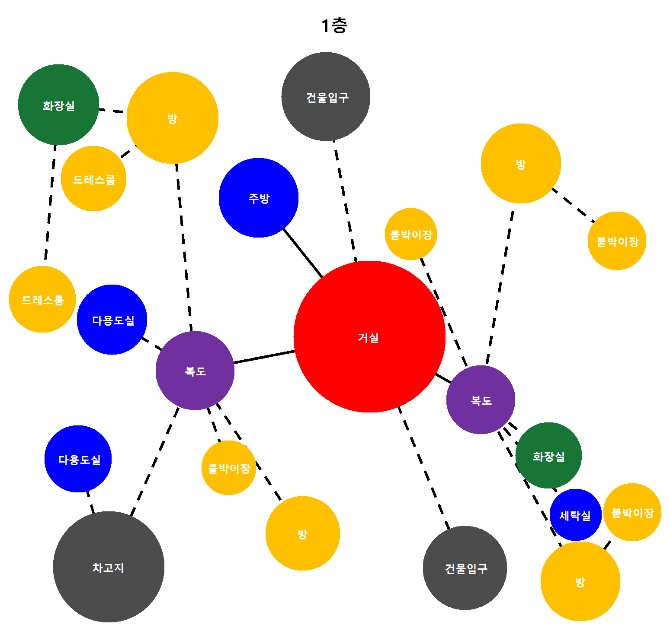 1층
건물입구
화장실
방
드레스룸
주방
방
붙박이장
붙박이장
드레스룸
다용도실
거실
복도
복도
다용도실
붙박이장
화장실
방
세탁실
붙박이장
차고지
건물입구
방